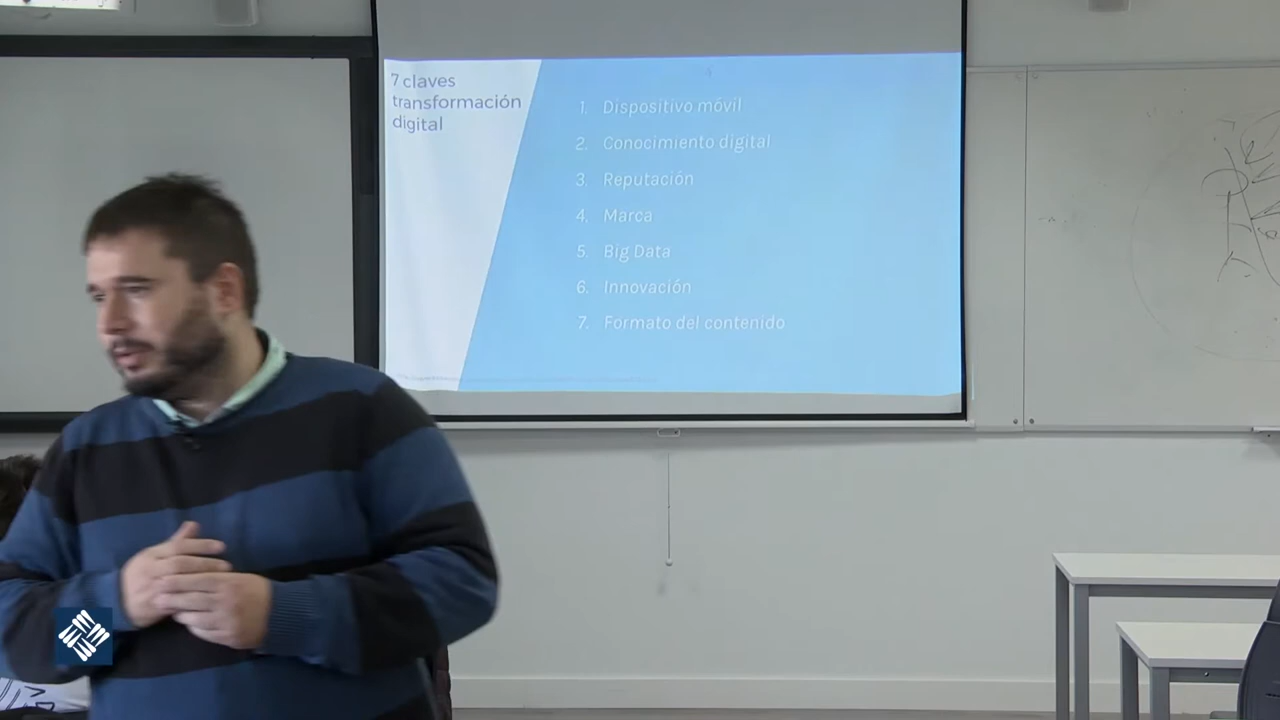 7 claves
transformación
digital
1. Dispositivo móvil
2. Conocimiento digital
3. Reputación
4. Marca
5. Big Data
6. Innovación
7. Formato del contenido